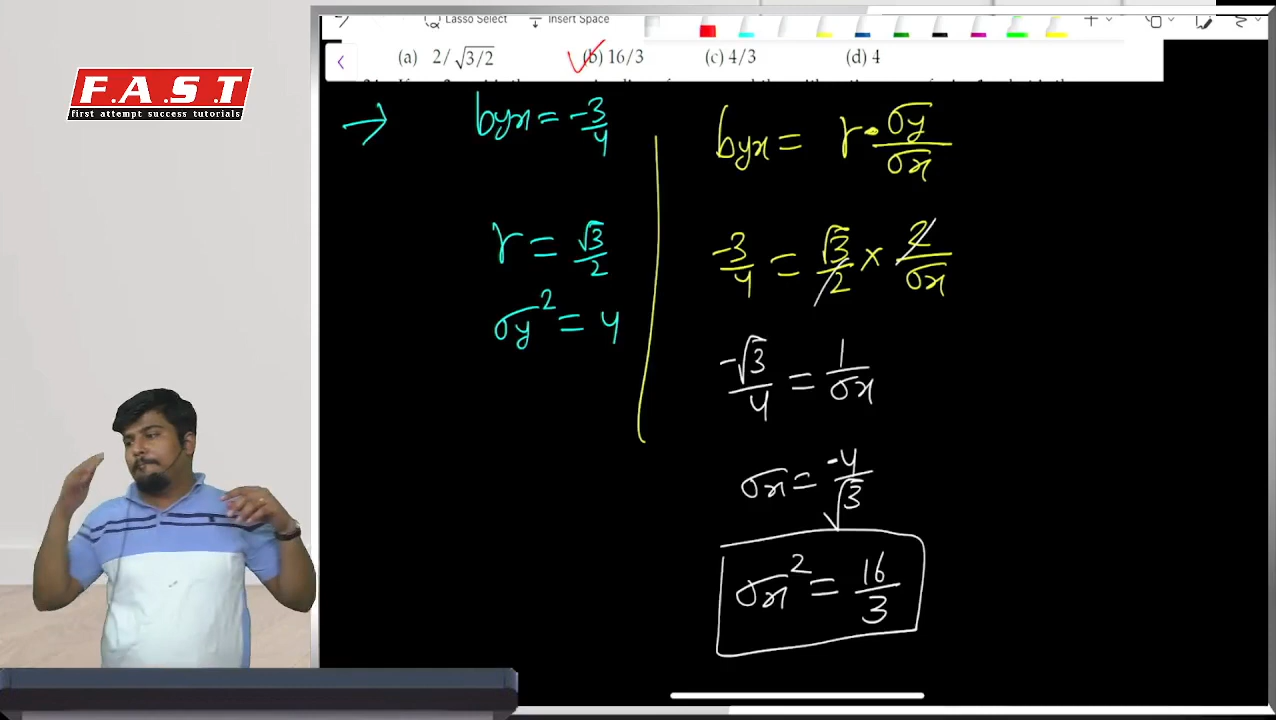 Lasso Select
Insert Space
(a) 2/√3/2 (b) 16/3 (c) 4/3 (d) 4
F.A.S.T
first attempt success tutorials
→ byx = -3/4
r = √3/2
σy² = 4
byx = r · σy/σx
-3/4 = √3/2 × 2/σx
-√3/4 = 1/σx
σx = -4/√3
σx² = 16/3